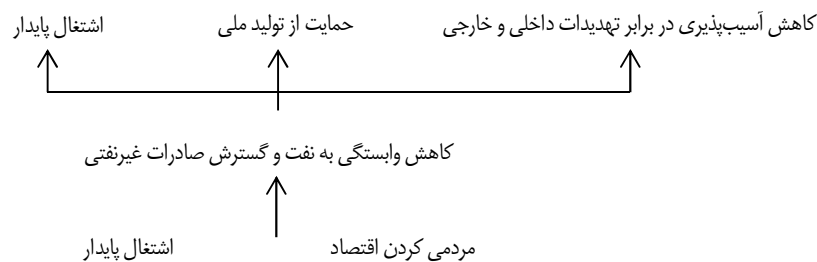 کاهش آسیب‌پذیری در برابر تهدیدات داخلی و خارجی حمایت از تولید ملی اشتغال پایدار
کاهش وابستگی به نفت و گسترش صادرات غیرنفتی
مردمی کردن اقتصاد اشتغال پایدار